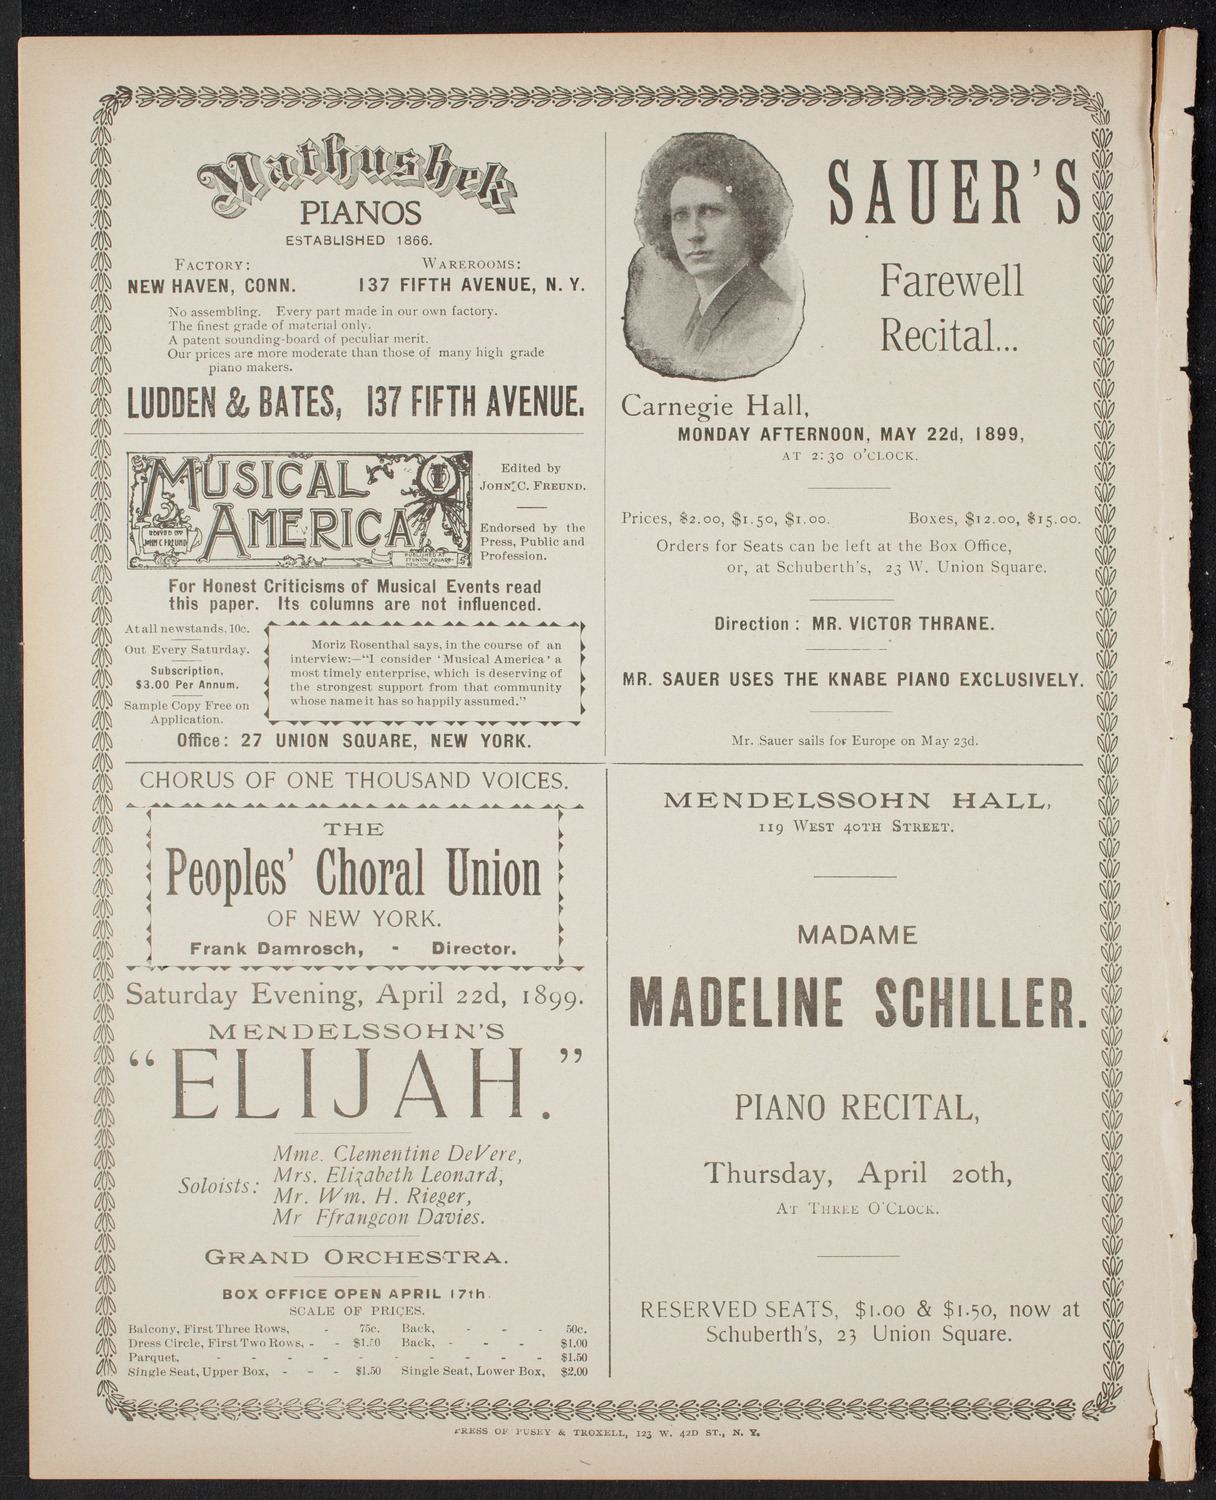 Mathushek
PIANOS
ESTABLISHED 1866.
FACTORY: WAREROOMS:
NEW HAVEN, CONN. 137 FIFTH AVENUE, N. Y.
No assembling. Every part made in our own factory.
The finest grade of material only.
A patent sounding-board of peculiar merit.
Our prices are more moderate than those of many high grade
piano makers.
LUDDEN & BATES, 137 FIFTH AVENUE.
MUSICAL
AMERICA
EDITED BY
JOHN C FREUND
PUBLISHED AT
27 UNION SQUARE
NEW YORK
Edited by
JOHN C. FREUND.
Endorsed by the
Press, Public and
Profession.
For Honest Criticisms of Musical Events read
this paper. Its columns are not influenced.
At all newstands, 10c.
Out Every Saturday.
Subscription,
$3.00 Per Annum.
Sample Copy Free on
Application.
Moriz Rosenthal says, in the course of an
interview:—“I consider ‘Musical America’ a
most timely enterprise, which is deserving of
the strongest support from that community
whose name it has so happily assumed.”
Office: 27 UNION SQUARE, NEW YORK.
CHORUS OF ONE THOUSAND VOICES.
THE
Peoples’ Choral Union
OF NEW YORK.
Frank Damrosch, - Director.
Saturday Evening, April 22d, 1899.
MENDELSSOHN’S
“ELIJAH.”
Soloists:
Mme. Clementine DeVere,
Mrs. Elizabeth Leonard,
Mr. Wm. H. Rieger,
Mr Ffrangcon Davies.
GRAND ORCHESTRA.
BOX OFFICE OPEN APRIL 17th.
SCALE OF PRICES.
Balcony, First Three Rows, - 75c. Back, - - - 50c.
Dress Circle, First Two Rows, - - $1.50 Back, - - - $1.00
Parquet, - - - - - - - - - - $1.50
Single Seat, Upper Box, - - - $1.50 Single Seat, Lower Box, $2.00
SAUER’S
Farewell
Recital...
Carnegie Hall,
MONDAY AFTERNOON, MAY 22d, 1899,
AT 2:30 O’CLOCK.
Prices, $2.00, $1.50, $1.00. Boxes, $12.00, $15.00.
Orders for Seats can be left at the Box Office,
or, at Schuberth’s, 23 W. Union Square.
Direction: MR. VICTOR THRANE.
MR. SAUER USES THE KNABE PIANO EXCLUSIVELY.
Mr. Sauer sails for Europe on May 23d.
MENDELSSOHN HALL,
119 WEST 40TH STREET.
MADAME
MADELINE SCHILLER.
PIANO RECITAL,
Thursday, April 20th,
AT THREE O’CLOCK.
RESERVED SEATS, $1.00 & $1.50, now at
Schuberth’s, 23 Union Square.
PRESS OF PUSEY & TROXELL, 123 W. 42D ST., N. Y.